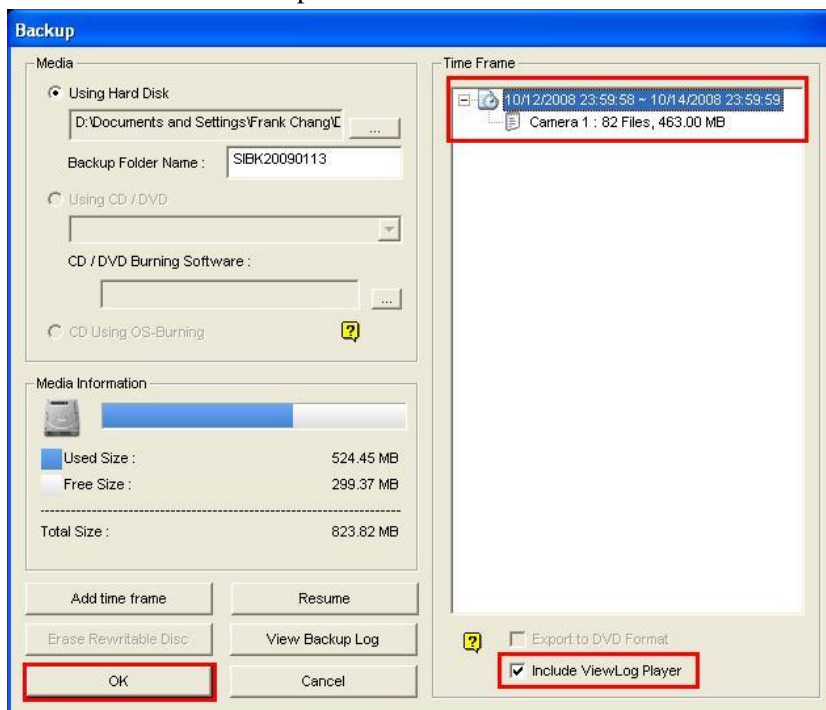 Backup
Media
Using Hard Disk
D:\Documents and Settings\Frank Chang\D
...
Backup Folder Name :
SIBK20090113
Using CD / DVD
CD / DVD Burning Software :
...
CD Using OS-Burning
?
Media Information
Used Size : 524.45 MB
Free Size : 299.37 MB
Total Size : 823.82 MB
Add time frame
Resume
Erase Rewritable Disc
View Backup Log
OK
Cancel
Time Frame
10/12/2008 23:59:58 ~ 10/14/2008 23:59:59
Camera 1 : 82 Files, 463.00 MB
?
Export to DVD Format
Include ViewLog Player